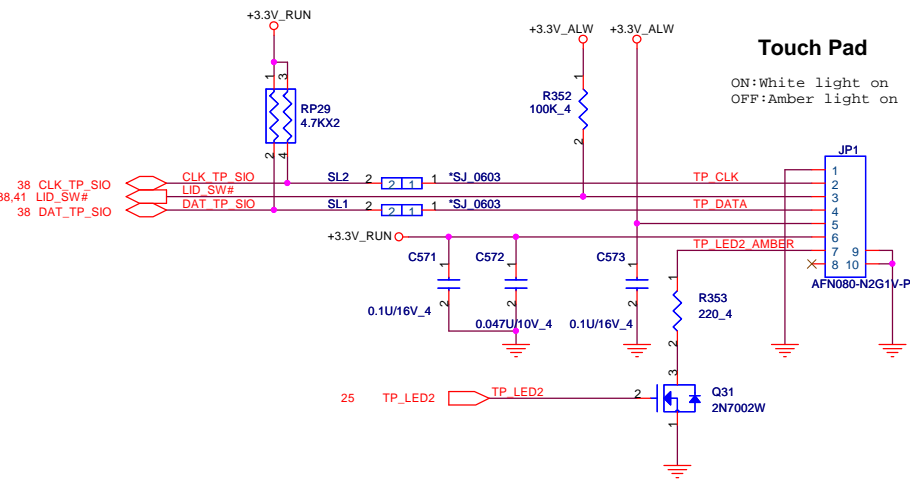 +3.3V_RUN
+3.3V_ALW
+3.3V_ALW
Touch Pad
ON:White light on
OFF:Amber light on
1
3
RP29
4.7KX2
2
4
1
R352
100K_4
2
JP1
38 CLK_TP_SIO
CLK_TP_SIO
SL2
2
2 1
1
*SJ_0603
TP_CLK
38,41 LID_SW#
LID_SW#
38 DAT_TP_SIO
DAT_TP_SIO
SL1
2
2 1
1
*SJ_0603
TP_DATA
1
2
3
4
5
6
7 9
8 10
AFN080-N2G1V-P
+3.3V_RUN
TP_LED2_AMBER
C571
1
2
0.1U/16V_4
C572
1
2
0.047U/10V_4
C573
1
2
0.1U/16V_4
1
R353
220_4
2
25 TP_LED2
TP_LED2
2
3
1
Q31
2N7002W